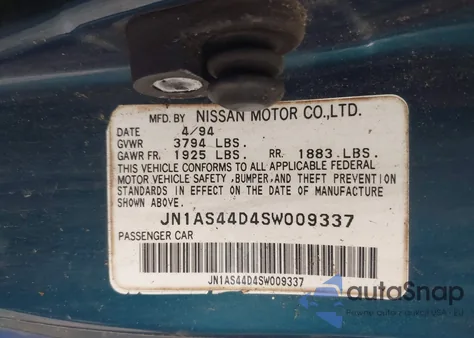 MFD. BY NISSAN MOTOR CO.,LTD.
DATE 4/94
GVWR 3794 LBS.
GAWR FR. 1925 LBS. RR. 1883 LBS.
THIS VEHICLE CONFORMS TO ALL APPLICABLE FEDERAL
MOTOR VEHICLE SAFETY ,BUMPER,AND THEFT PREVENTION
STANDARDS IN EFFECT ON THE DATE OF MANUFACTURE
SHOWN ABOVE.
JN1AS44D4SW009337
PASSENGER CAR
JN1AS44D4SW009337
autoSnap